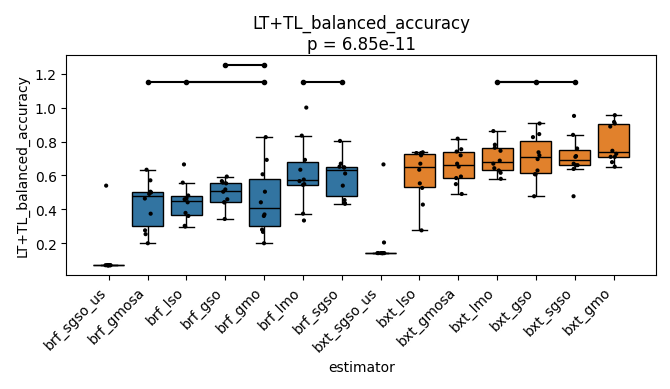 LT+TL_balanced_accuracy
p = 6.85e-11
LT+TL_balanced_accuracy
1.2
1.0
0.8
0.6
0.4
0.2
brf_sgso_us
brf_gmosa
brf_lso
brf_gso
brf_gmo
brf_lmo
brf_sgso
bxt_sgso_us
bxt_lso
bxt_gmosa
bxt_lmo
bxt_gso
bxt_sgso
bxt_gmo
estimator